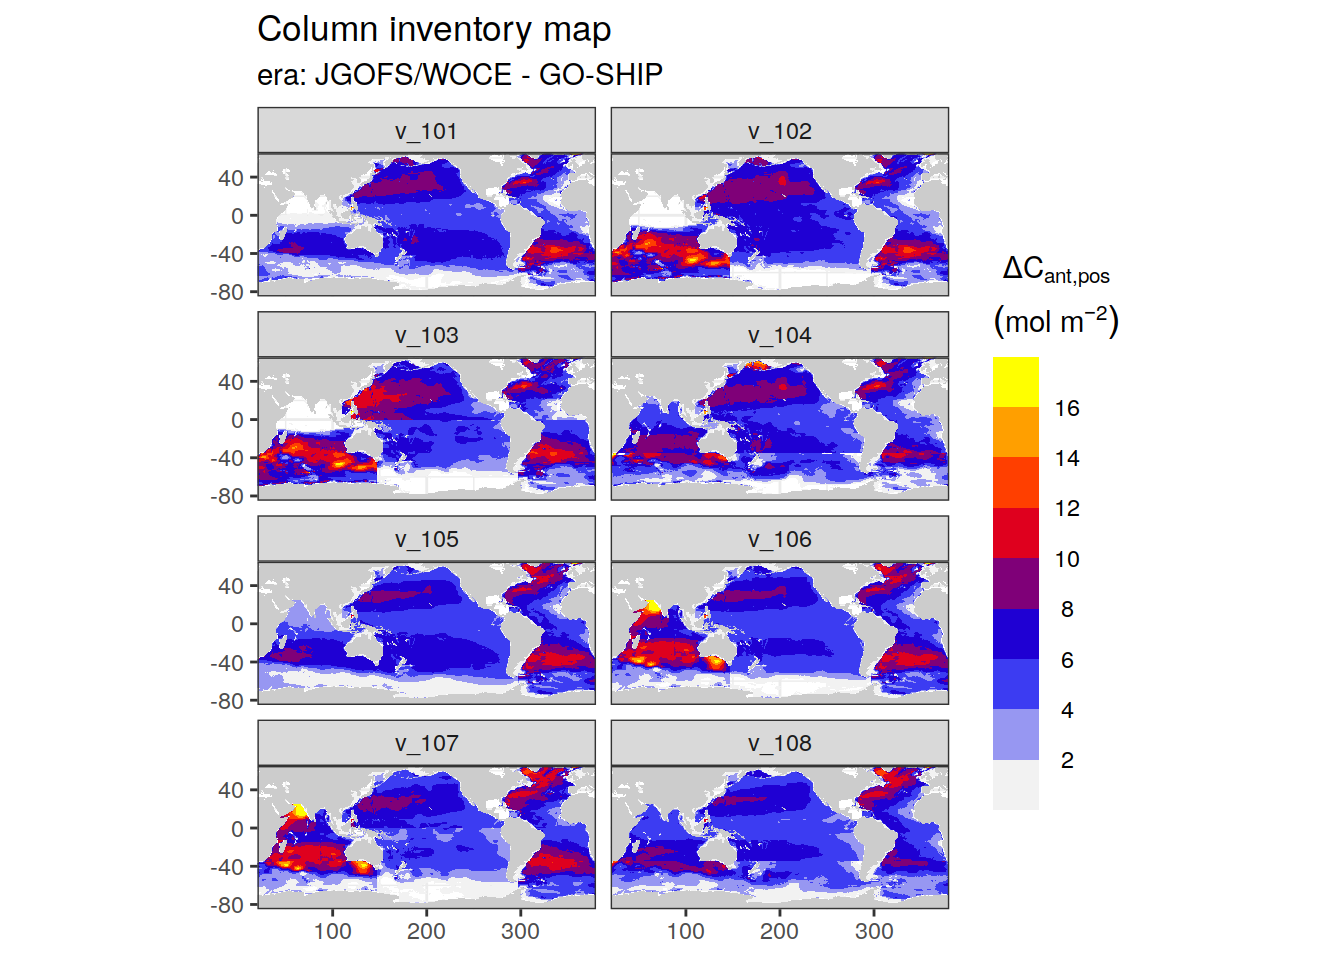 Column inventory map
era: JGOFS/WOCE - GO-SHIP
v_101
v_102
40
0
-40
-80
v_103
v_104
40
0
-40
-80
v_105
v_106
40
0
-40
-80
v_107
v_108
40
0
-40
-80
100
200
300
100
200
300
ΔCant,pos
(mol m−2)
16
14
12
10
8
6
4
2